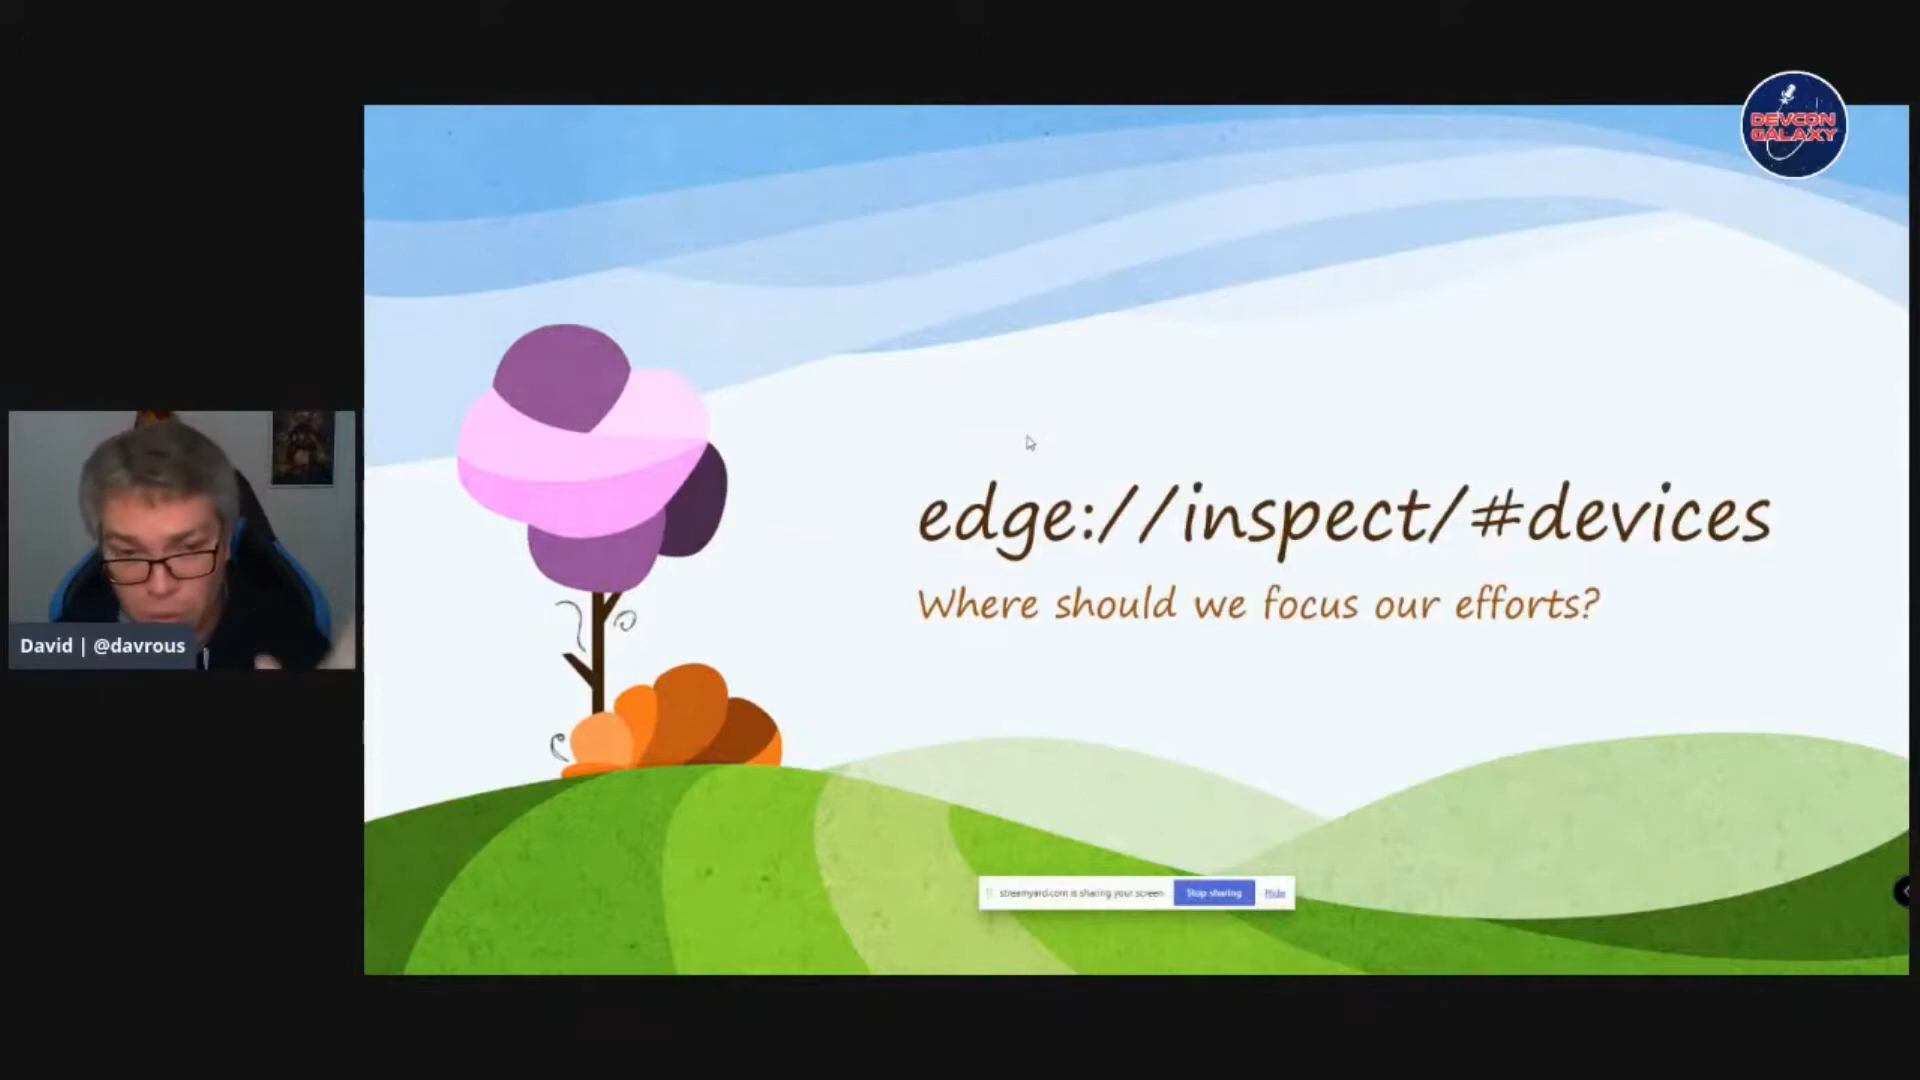 DEVCON
GALAXY
edge://inspect/#devices
Where should we focus our efforts?
David | @davrous
streamyard.com is sharing your screen.
Stop sharing
Hide